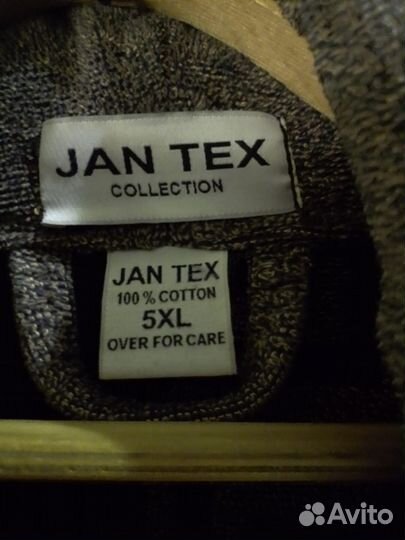 JAN TEX
COLLECTION
JAN TEX
100 % COTTON
5XL
OVER FOR CARE
Avito